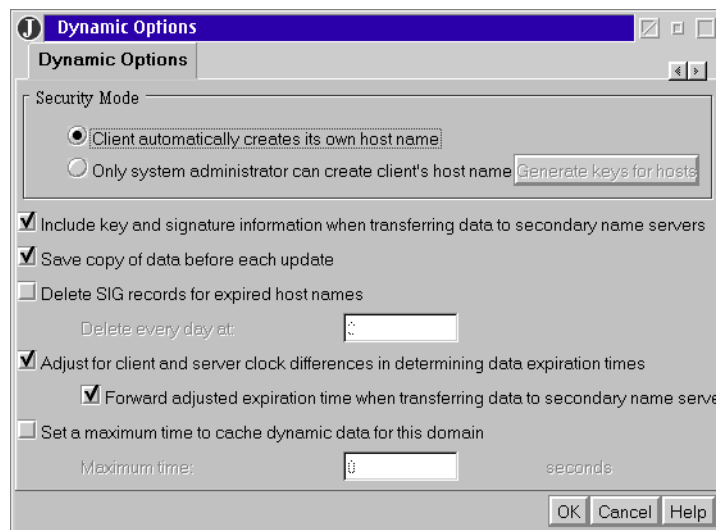 J Dynamic Options
Dynamic Options
Security Mode
Client automatically creates its own host name
Only system administrator can create client's host name Generate keys for hosts
Include key and signature information when transferring data to secondary name servers
Save copy of data before each update
Delete SIG records for expired host names
Delete every day at:
Adjust for client and server clock differences in determining data expiration times
Forward adjusted expiration time when transferring data to secondary name serve
Set a maximum time to cache dynamic data for this domain
Maximum time: 0 seconds
OK Cancel Help